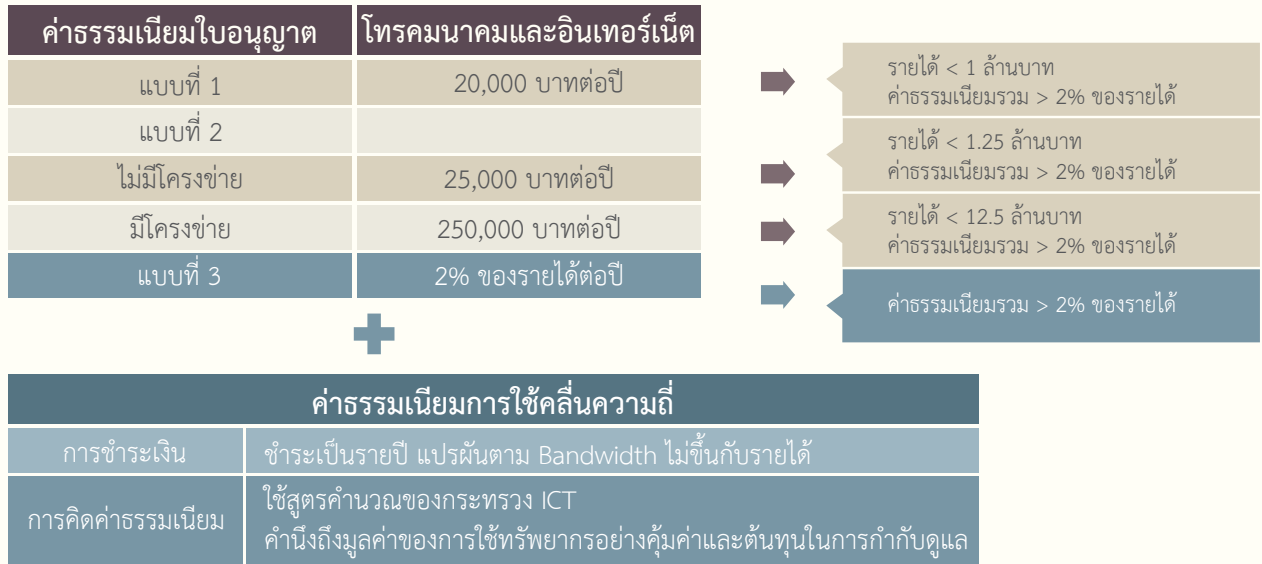 ค่าธรรมเนียมใบอนุญาต โทรคมนาคมและอินเทอร์เน็ต
แบบที่ 1 20,000 บาทต่อปี
แบบที่ 2
ไม่มีโครงข่าย 25,000 บาทต่อปี
มีโครงข่าย 250,000 บาทต่อปี
แบบที่ 3 2% ของรายได้ต่อปี
รายได้ < 1 ล้านบาท
ค่าธรรมเนียมรวม > 2% ของรายได้
รายได้ < 1.25 ล้านบาท
ค่าธรรมเนียมรวม > 2% ของรายได้
รายได้ < 12.5 ล้านบาท
ค่าธรรมเนียมรวม > 2% ของรายได้
ค่าธรรมเนียมรวม > 2% ของรายได้
ค่าธรรมเนียมการใช้คลื่นความถี่
การชำระเงิน ชำระเป็นรายปี แปรผันตาม Bandwidth ไม่ขึ้นกับรายได้
การคิดค่าธรรมเนียม ใช้สูตรคำนวณของกระทรวง ICT
คำนึงถึงมูลค่าของการใช้ทรัพยากรอย่างคุ้มค่าและต้นทุนในการกำกับดูแล